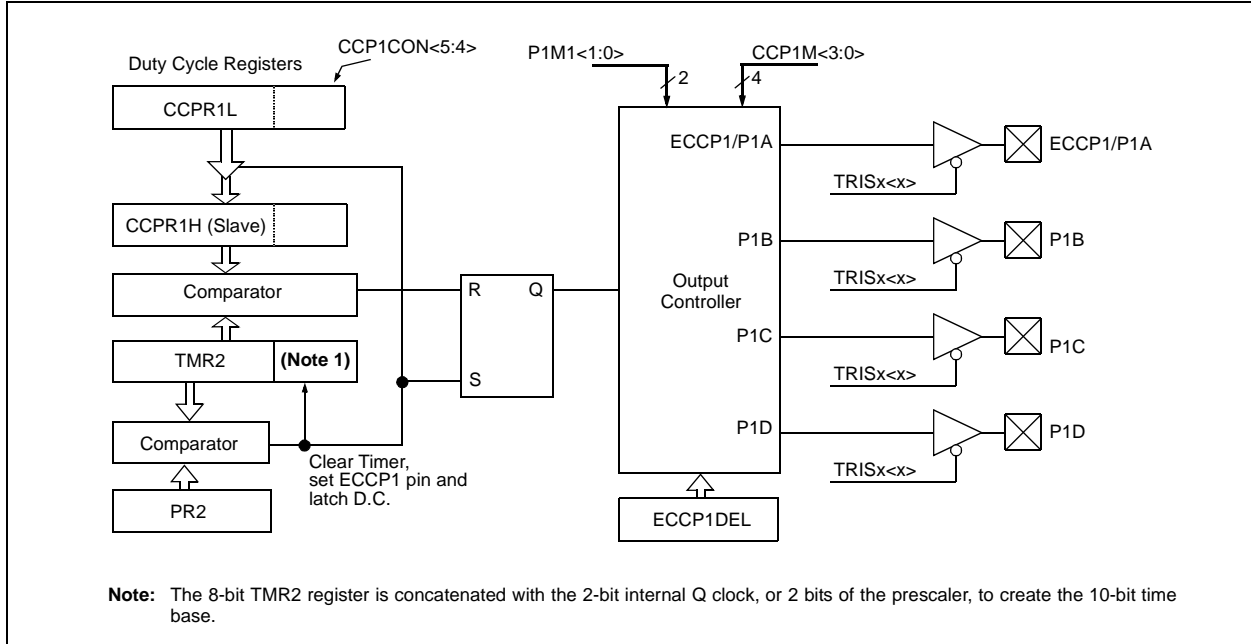 CCP1CON<5:4>
Duty Cycle Registers
CCPR1L
CCPR1H (Slave)
Comparator
TMR2
(Note 1)
Comparator
PR2
Clear Timer,
set ECCP1 pin and
latch D.C.
R
Q
S
P1M1<1:0>
2
CCP1M<3:0>
4
Output
Controller
ECCP1/P1A
P1B
P1C
P1D
ECCP1DEL
TRISx<x>
ECCP1/P1A
TRISx<x>
P1B
TRISx<x>
P1C
TRISx<x>
P1D
Note: The 8-bit TMR2 register is concatenated with the 2-bit internal Q clock, or 2 bits of the prescaler, to create the 10-bit time
base.